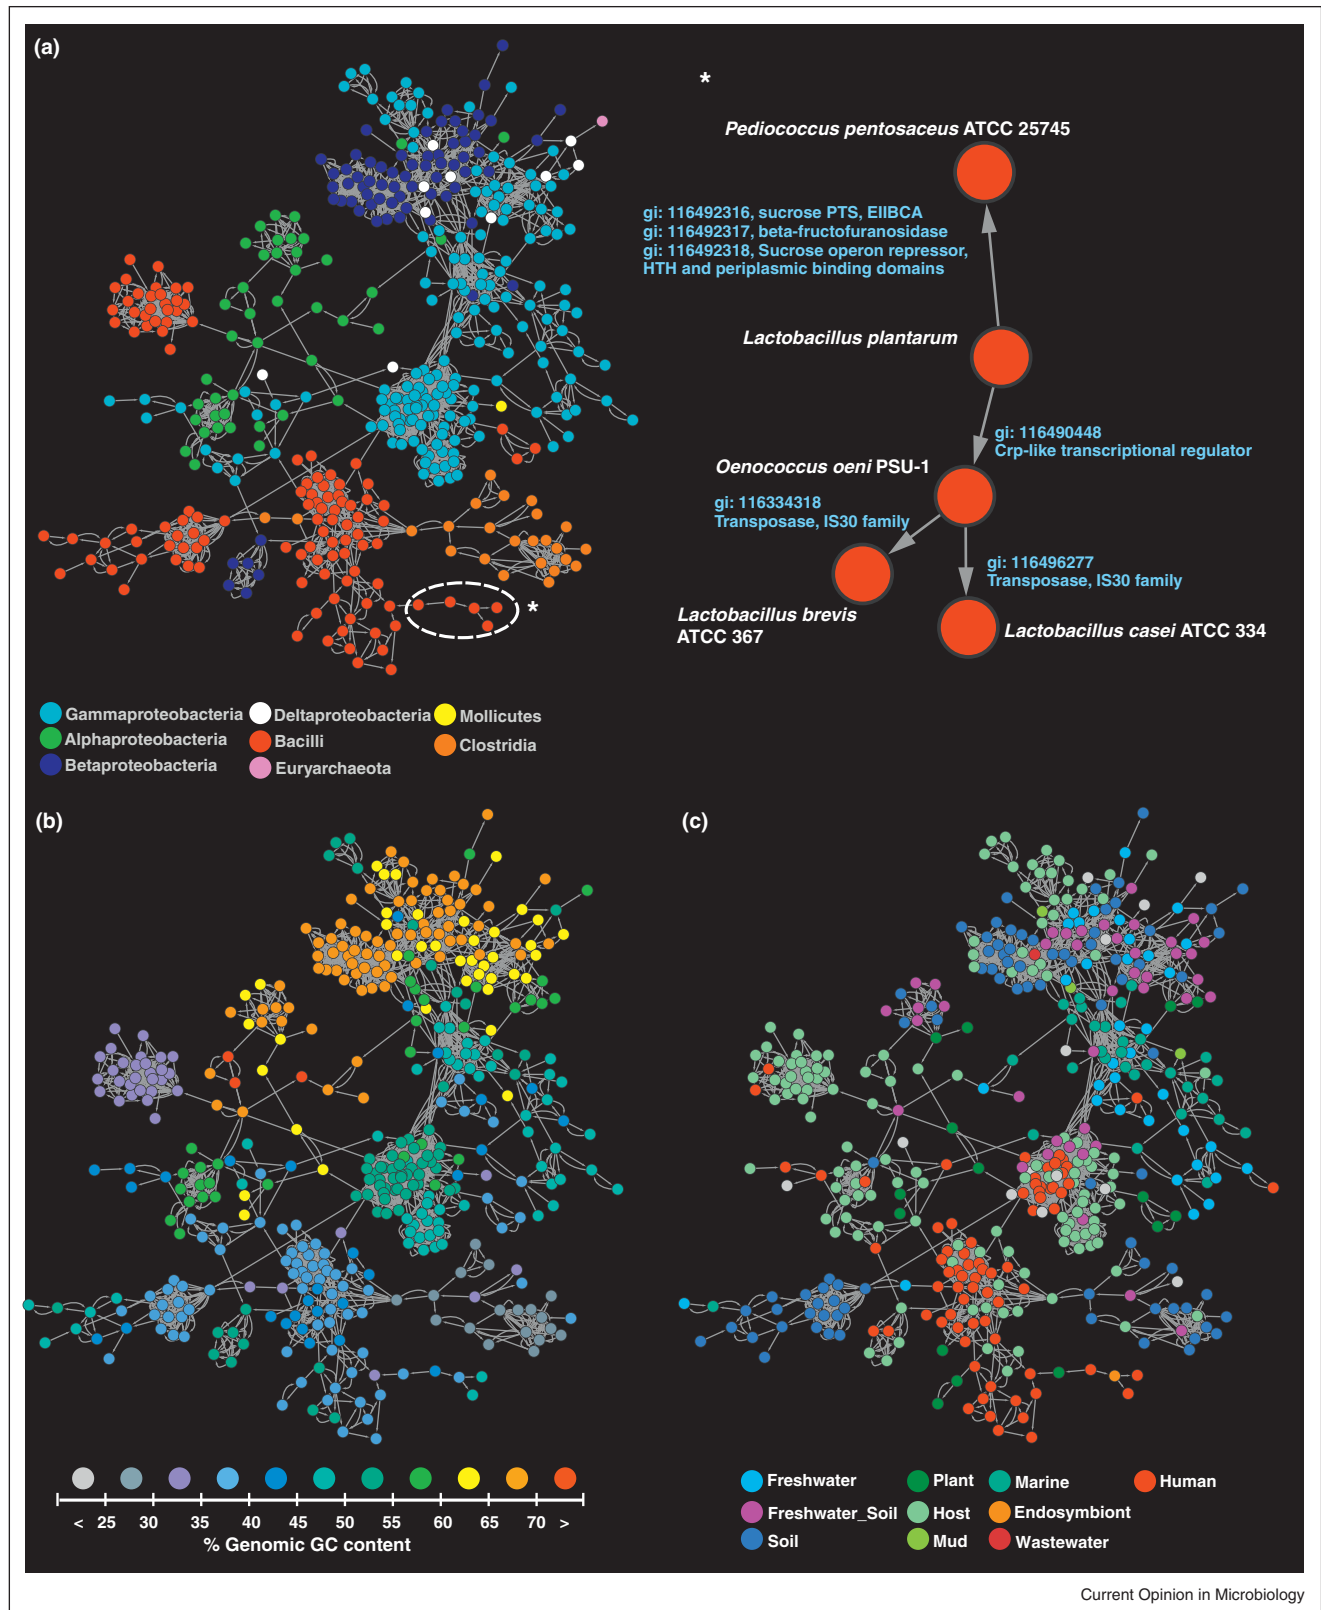 (a)
*
Pediococcus pentosaceus ATCC 25745
gi: 116492316, sucrose PTS, EIIBCA
gi: 116492317, beta-fructofuranosidase
gi: 116492318, Sucrose operon repressor,
HTH and periplasmic binding domains
Lactobacillus plantarum
gi: 116490448
Crp-like transcriptional regulator
Oenococcus oeni PSU-1
gi: 116334318
Transposase, IS30 family
gi: 116496277
Transposase, IS30 family
Lactobacillus brevis
ATCC 367
Lactobacillus casei ATCC 334
*
Gammaproteobacteria
Deltaproteobacteria
Mollicutes
Alphaproteobacteria
Bacilli
Clostridia
Betaproteobacteria
Euryarchaeota
(b)
< 25 30 35 40 45 50 55 60 65 70 >
% Genomic GC content
(c)
Freshwater
Plant
Marine
Human
Freshwater_Soil
Host
Endosymbiont
Soil
Mud
Wastewater
Current Opinion in Microbiology